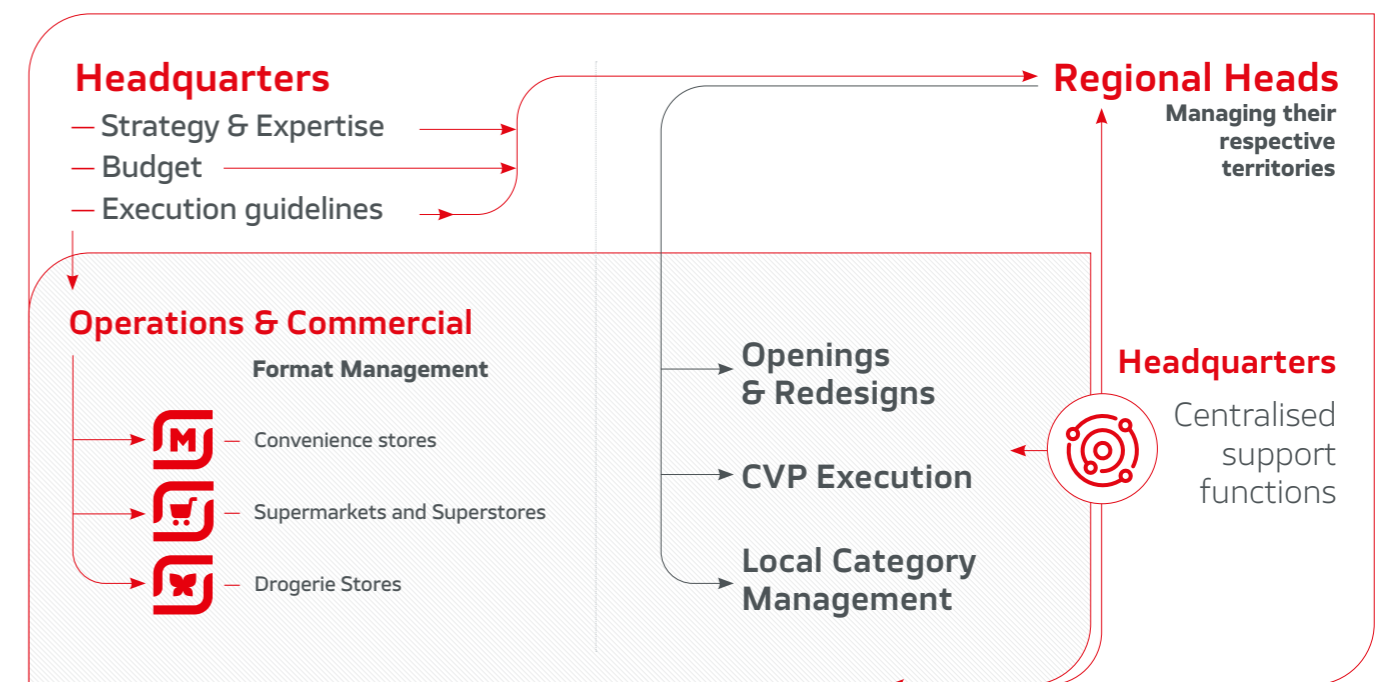 Headquarters
— Strategy & Expertise
— Budget
— Execution guidelines
Regional Heads
Managing their
respective
territories
Operations & Commercial
Format Management
M
— Convenience stores
— Supermarkets and Superstores
— Drogerie Stores
Openings
& Redesigns
CVP Execution
Local Category
Management
Headquarters
Centralised
support
functions